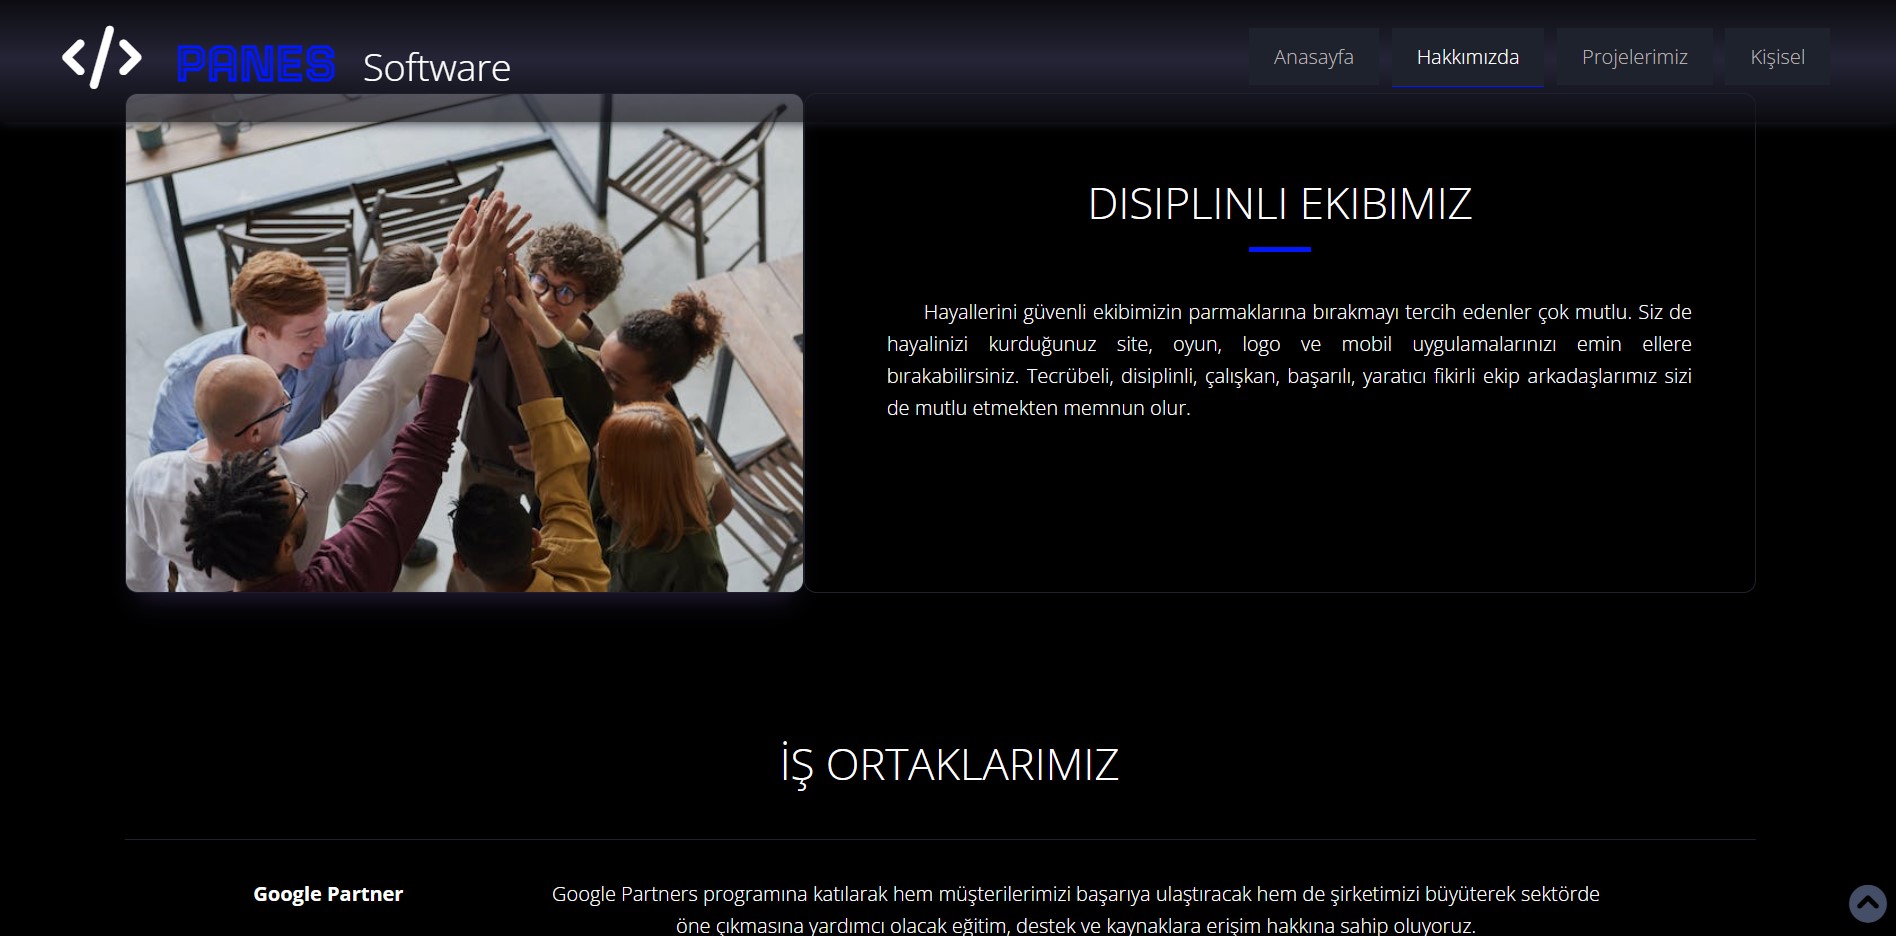 </> PANES Software
Anasayfa Hakkımızda Projelerimiz Kişisel
DISIPLINLI EKIBIMIZ
Hayallerini güvenli ekibimizin parmaklarına bırakmayı tercih edenler çok mutlu. Siz de
hayalinizi kurduğunuz site, oyun, logo ve mobil uygulamalarınızı emin ellere
bırakabilirsiniz. Tecrübeli, disiplinli, çalışkan, başarılı, yaratıcı fikirli ekip arkadaşlarımız sizi
de mutlu etmekten memnun olur.
İŞ ORTAKLARIMIZ
Google Partner
Google Partners programına katılarak hem müşterilerimizi başarıya ulaştıracak hem de şirketimizi büyüterek sektörde
öne çıkmasına yardımcı olacak eğitim, destek ve kaynaklara erişim hakkına sahip oluyoruz.